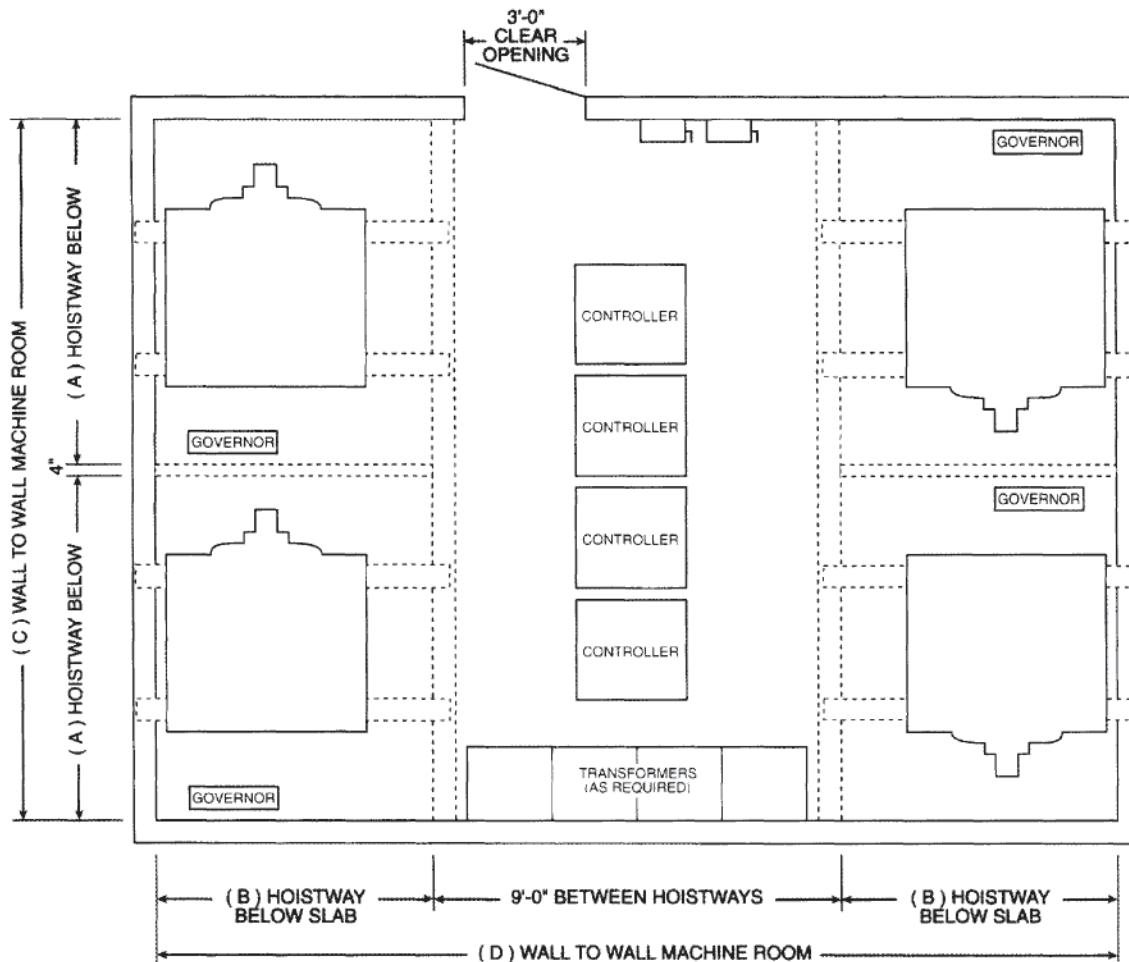 3'-0"
CLEAR
OPENING
GOVERNOR
( C ) WALL TO WALL MACHINE ROOM
( A ) HOISTWAY BELOW
CONTROLLER
CONTROLLER
GOVERNOR
4"
GOVERNOR
( A ) HOISTWAY BELOW
CONTROLLER
CONTROLLER
TRANSFORMERS
(AS REQUIRED)
GOVERNOR
( B ) HOISTWAY
BELOW SLAB
9'-0" BETWEEN HOISTWAYS
( B ) HOISTWAY
BELOW SLAB
( D ) WALL TO WALL MACHINE ROOM